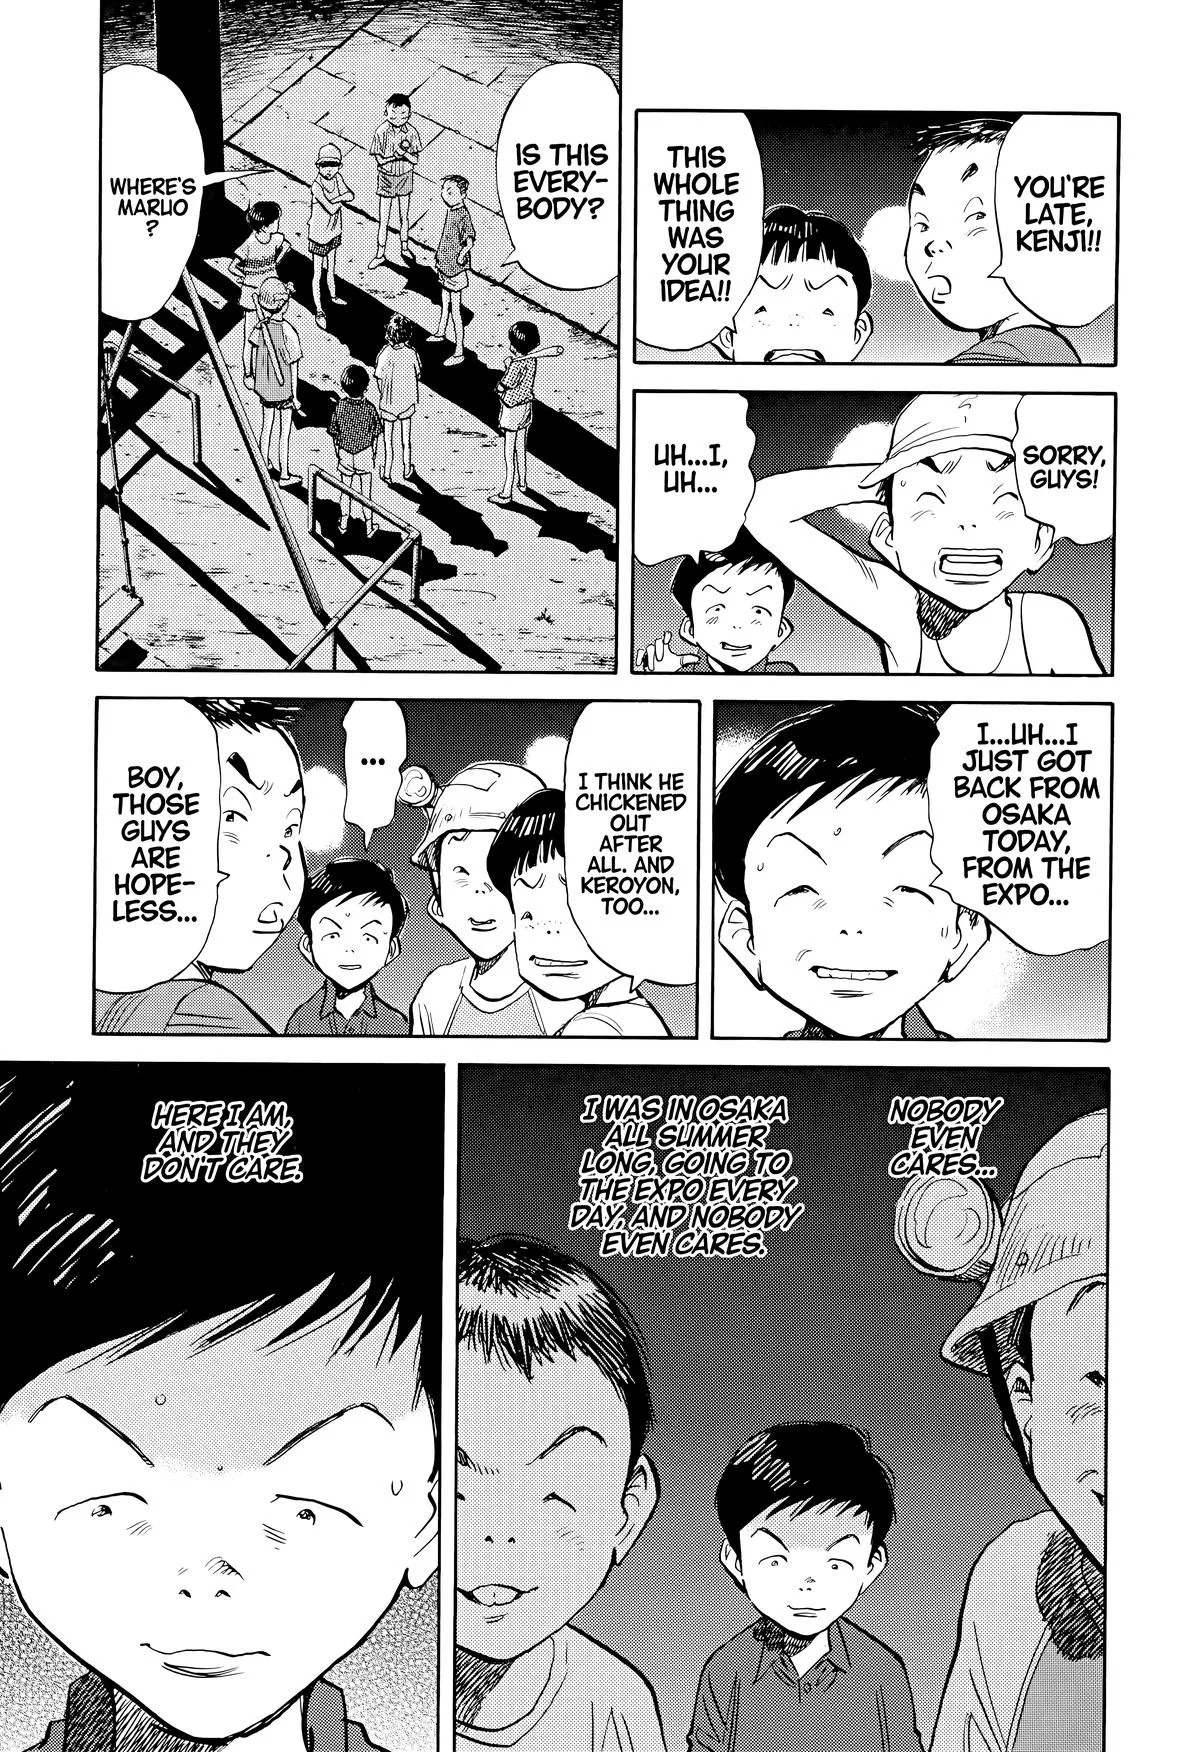 YOU'RE
LATE,
KENJI!!
THIS
WHOLE
THING
WAS
YOUR
IDEA!!
SORRY,
GUYS!
UH...I,
UH...
IS THIS
EVERY-
BODY?
WHERE'S
MARUO
?
I...UH...I
JUST GOT
BACK FROM
OSAKA
TODAY,
FROM THE
EXPO...
I THINK HE
CHICKENED
OUT
AFTER
ALL. AND
KEROYON,
TOO...
...
BOY,
THOSE
GUYS
ARE
HOPE-
LESS...
NOBODY
EVEN
CARES...
I WAS IN OSAKA
ALL SUMMER
LONG, GOING TO
THE EXPO EVERY
DAY, AND NOBODY
EVEN CARES.
HERE I AM,
AND THEY
DON'T CARE.